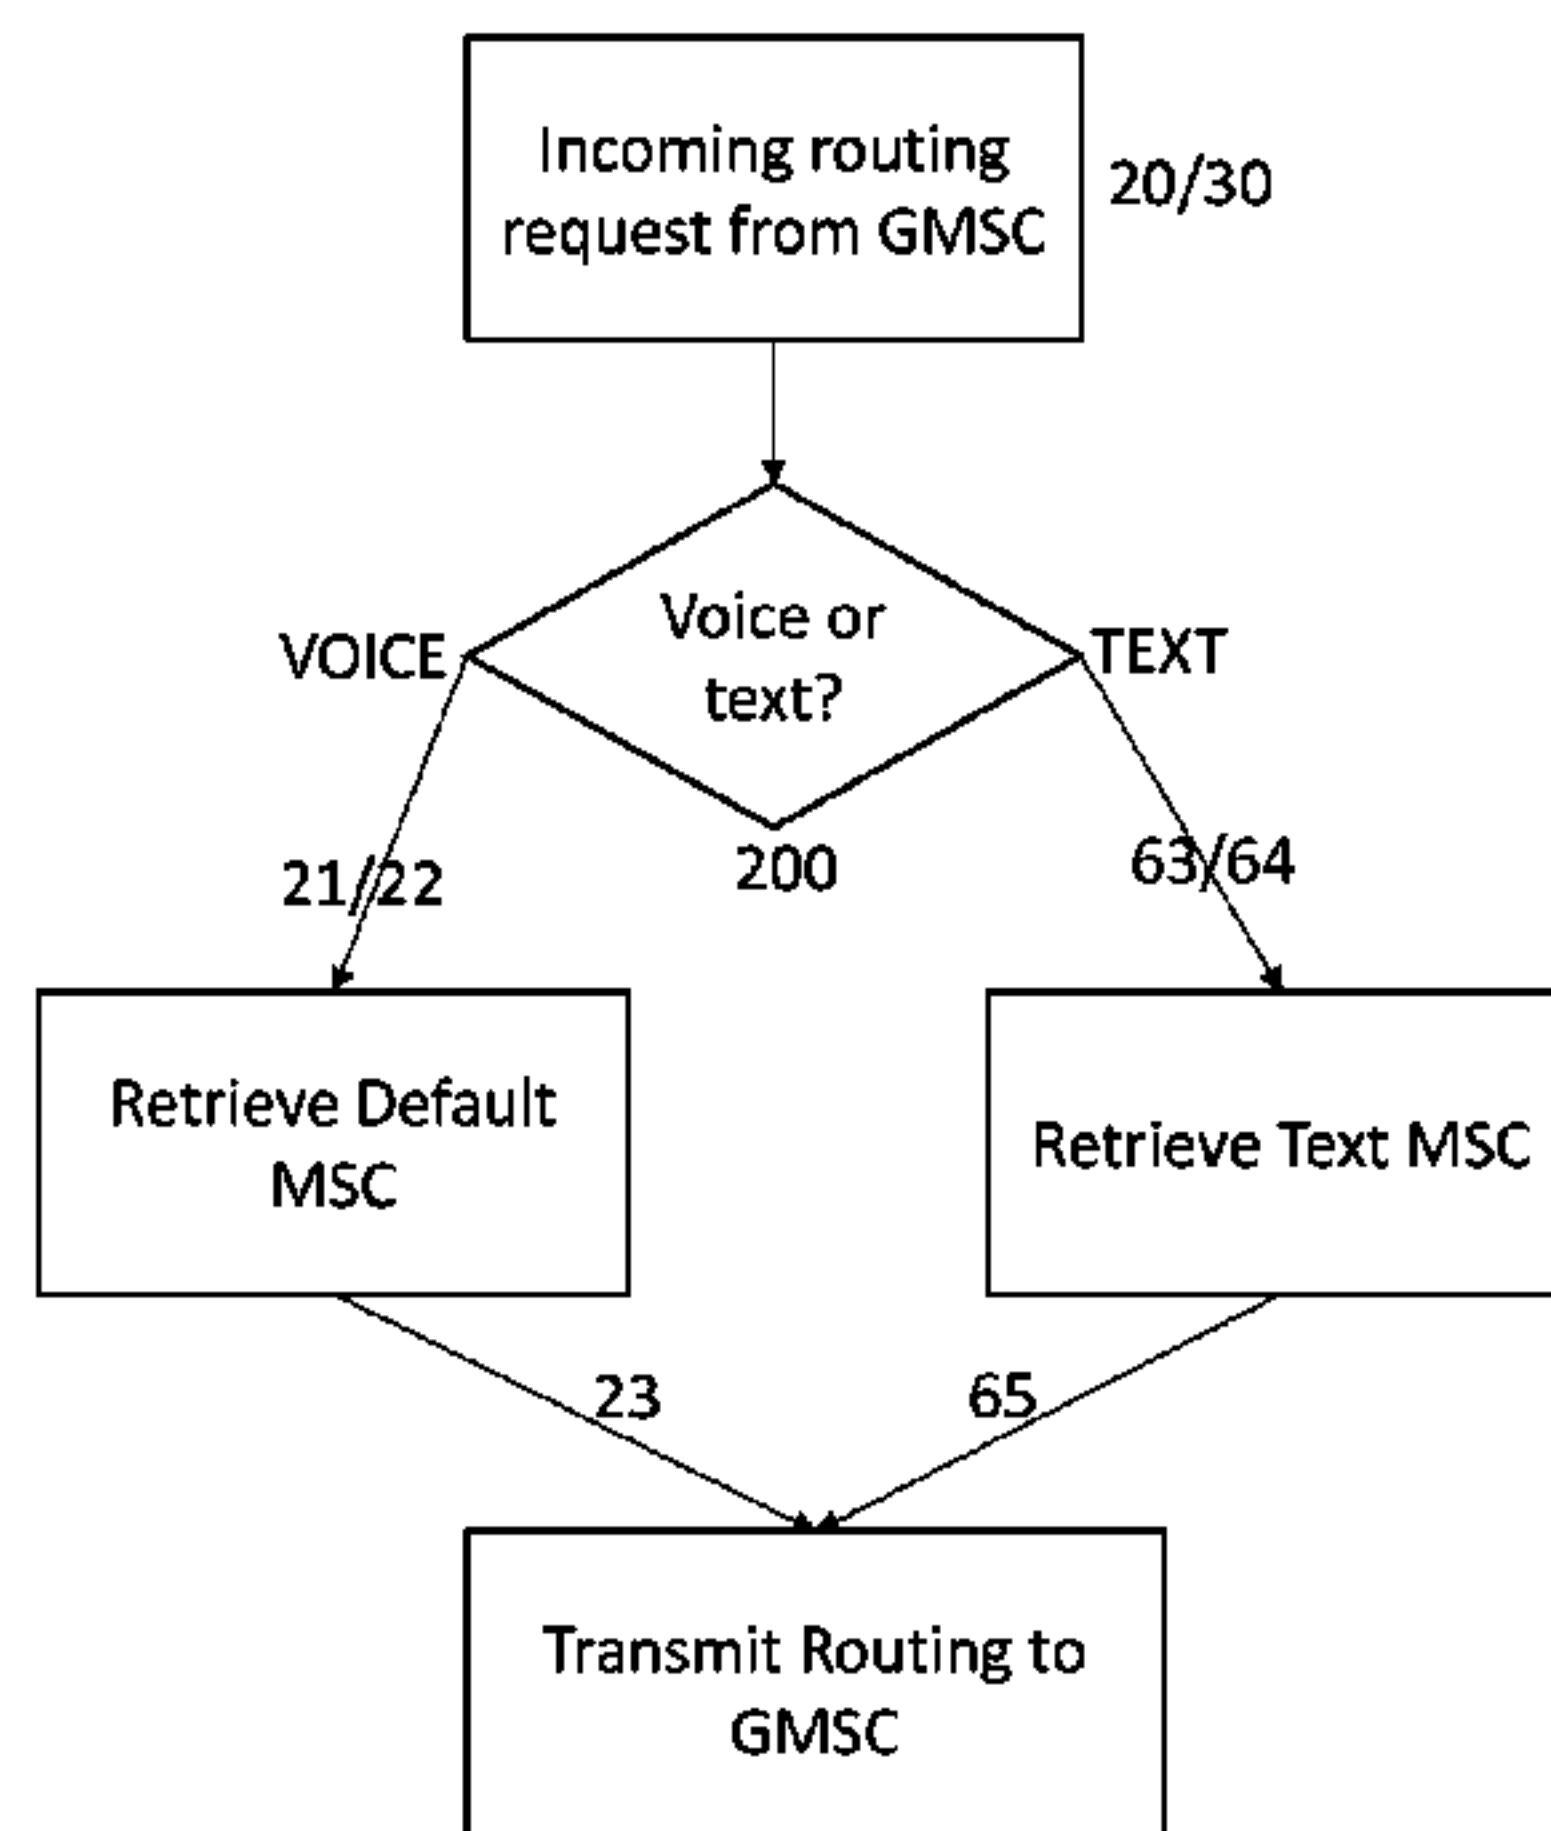 Incoming routing
request from GMSC
20/30
Voice or
text?
VOICE
TEXT
200
21/22
63/64
Retrieve Default
MSC
Retrieve Text MSC
23
65
Transmit Routing to
GMSC